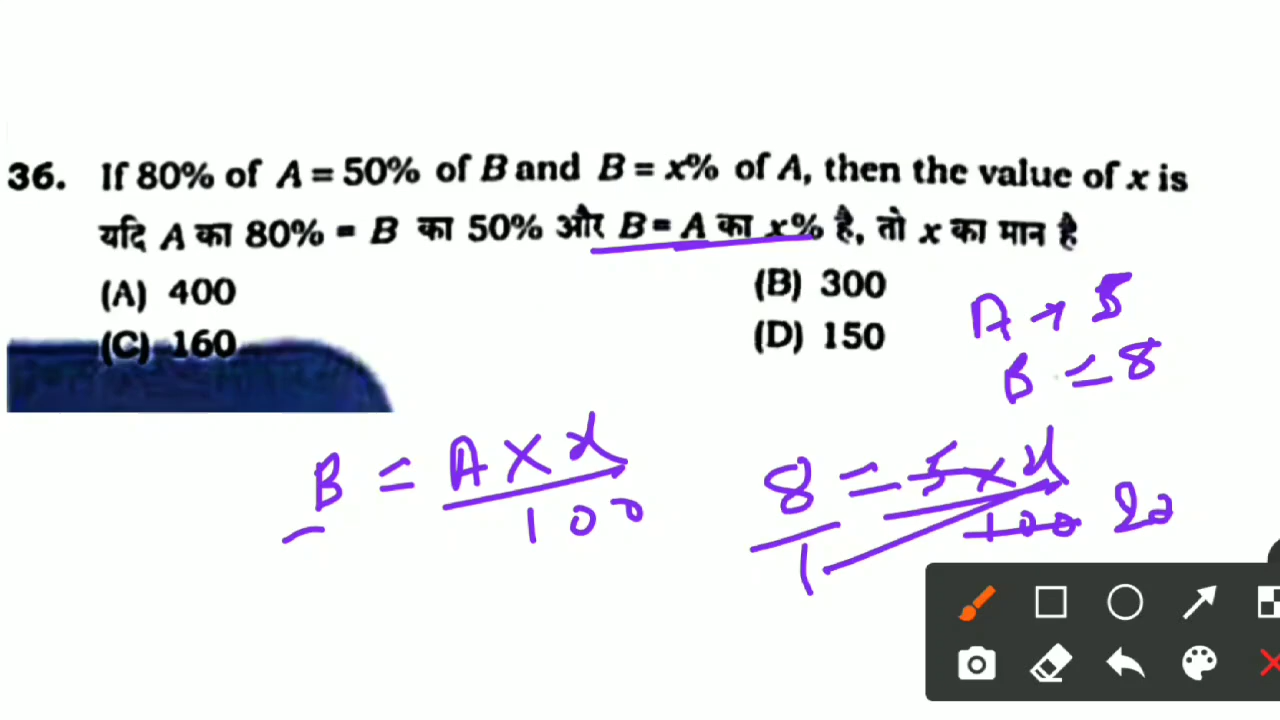 36. If 80% of A = 50% of B and B = x% of A, then the value of x is
यदि A का 80% = B का 50% और B = A का x% है, तो x का मान है
(A) 400 (B) 300
(C) 160 (D) 150
A → 5
B = 8
B = A × x / 100
8 / 1 = 5 × x / 100 20